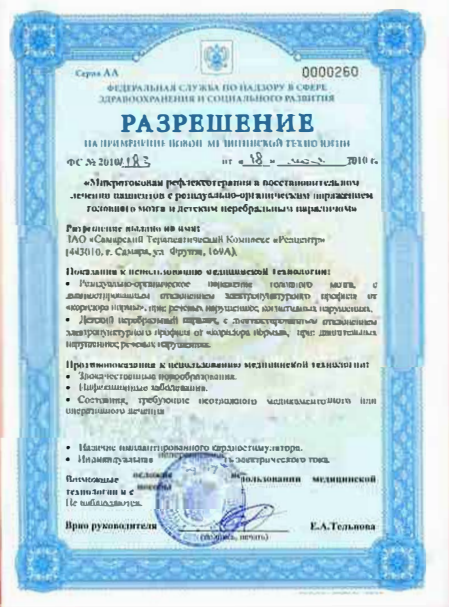 Серия АА
0000260
ФЕДЕРАЛЬНАЯ СЛУЖБА ПО НАДЗОРУ В СФЕРЕ
ЗДРАВООХРАНЕНИЯ И СОЦИАЛЬНОГО РАЗВИТИЯ
РАЗРЕШЕНИЕ
НА ПРИМЕНЕНИЕ НОВОЙ МЕДИЦИНСКОЙ ТЕХНОЛОГИИ
ФС № 2010/183 от «18» 2010 г.
«Микротоковая рефлексотерапия в восстановительном
лечении пациентов с резидуально-органическим поражением
головного мозга и детским церебральным параличом»
Разрешение выдано на имя:
«Самарский Терапевтический Комплекс «Реацентр»
(443010, г. Самара, ул. Фрунзе, 169А).
Показания к использованию медицинской технологии:
• Резидуально-органическое поражение головного мозга, с
диагностированным отклонением электропунктурного профиля от
«коридора нормы», при: речевых нарушениях, когнитивных нарушениях.
• Детский церебральный паралич, с диагностированным отклонением
электропунктурного профиля от «коридора нормы», при: двигательных
нарушениях; речевых нарушениях.
Противопоказания к использованию медицинской технологии:
• Злокачественные новообразования.
• Инфекционные заболевания.
• Состояния, требующие неотложного медикаментозного или
оперативного лечения
• Наличие имплантированного кардиостимулятора.
• Индивидуальная электрического тока.
Возможные использовании медицинской
технологии и с
Не наблюдаются.
Врио руководителя
Е.А.Тельнова
(подпись, печать)